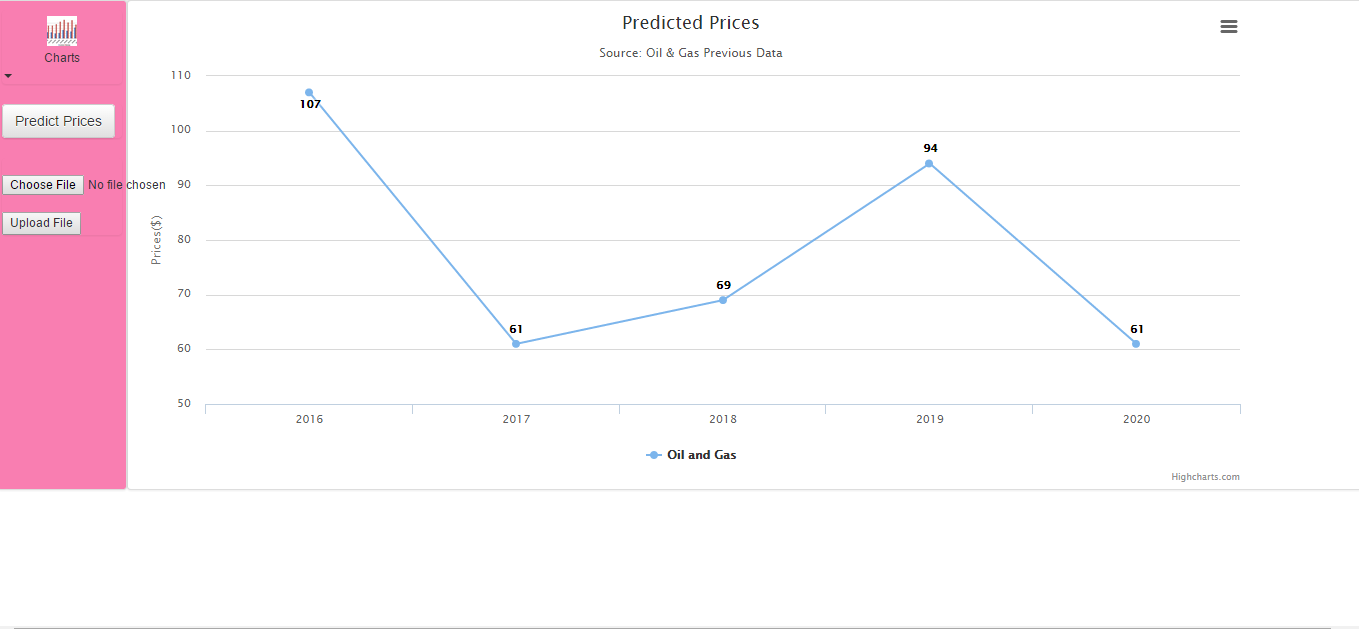 Charts
Predict Prices
Choose File No file chosen
Upload File
Predicted Prices
Source: Oil & Gas Previous Data
Prices($)
110
100
90
80
70
60
50
107
61
69
94
61
2016 2017 2018 2019 2020
Oil and Gas
Highcharts.com